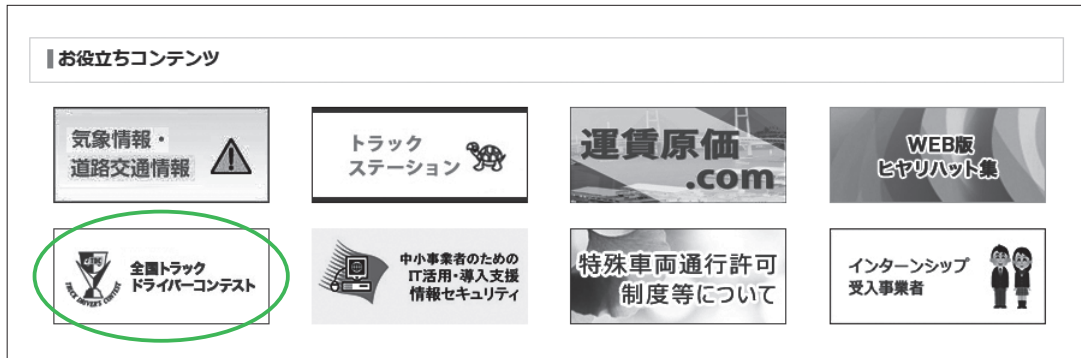 お役立ちコンテンツ
気象情報・
道路交通情報
トラック
ステーション
運賃原価
.com
WEB版
ヒヤリハット集
全国トラック
ドライバーコンテスト
TRUCK DRIVER'S CONTEST
中小事業者のための
IT活用・導入支援
情報セキュリティ
特殊車両通行許可
制度等について
インターンシップ
受入事業者